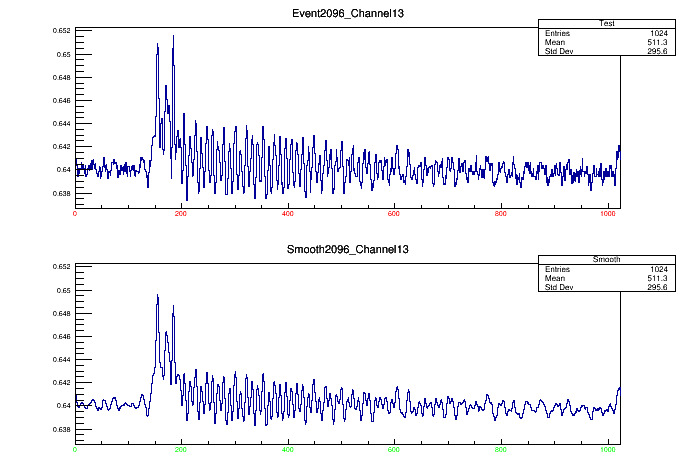 Event2096_Channel13
Test
Entries 1024
Mean 511.3
Std Dev 295.6
0.652
0.65
0.648
0.646
0.644
0.642
0.64
0.638
0 200 400 600 800 1000
Smooth2096_Channel13
Smooth
Entries 1024
Mean 511.3
Std Dev 295.6
0.652
0.65
0.648
0.646
0.644
0.642
0.64
0.638
0 200 400 600 800 1000